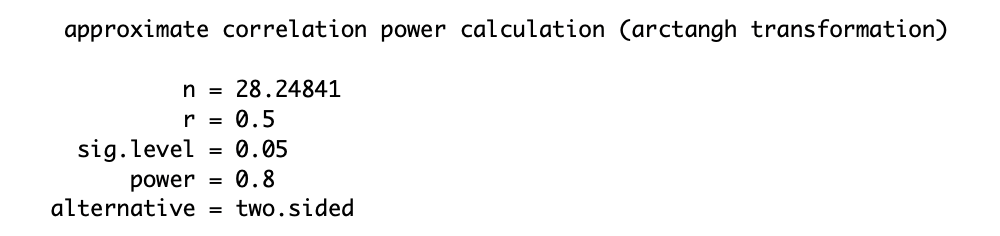 approximate correlation power calculation (arctangh transformation)
n = 28.24841
r = 0.5
sig.level = 0.05
power = 0.8
alternative = two.sided